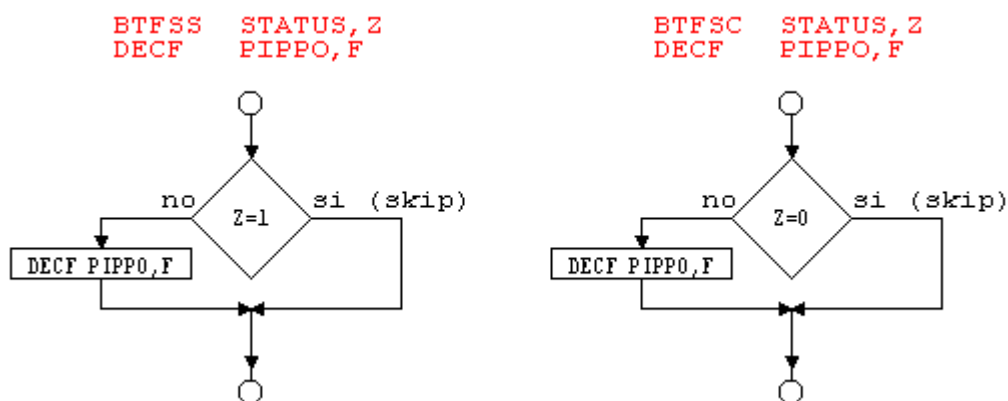 BTFSS STATUS,Z
DECF PIPPO,F
no
si (skip)
Z=1
DECF PIPPO,F
BTFSC STATUS,Z
DECF PIPPO,F
no
si (skip)
Z=0
DECF PIPPO,F